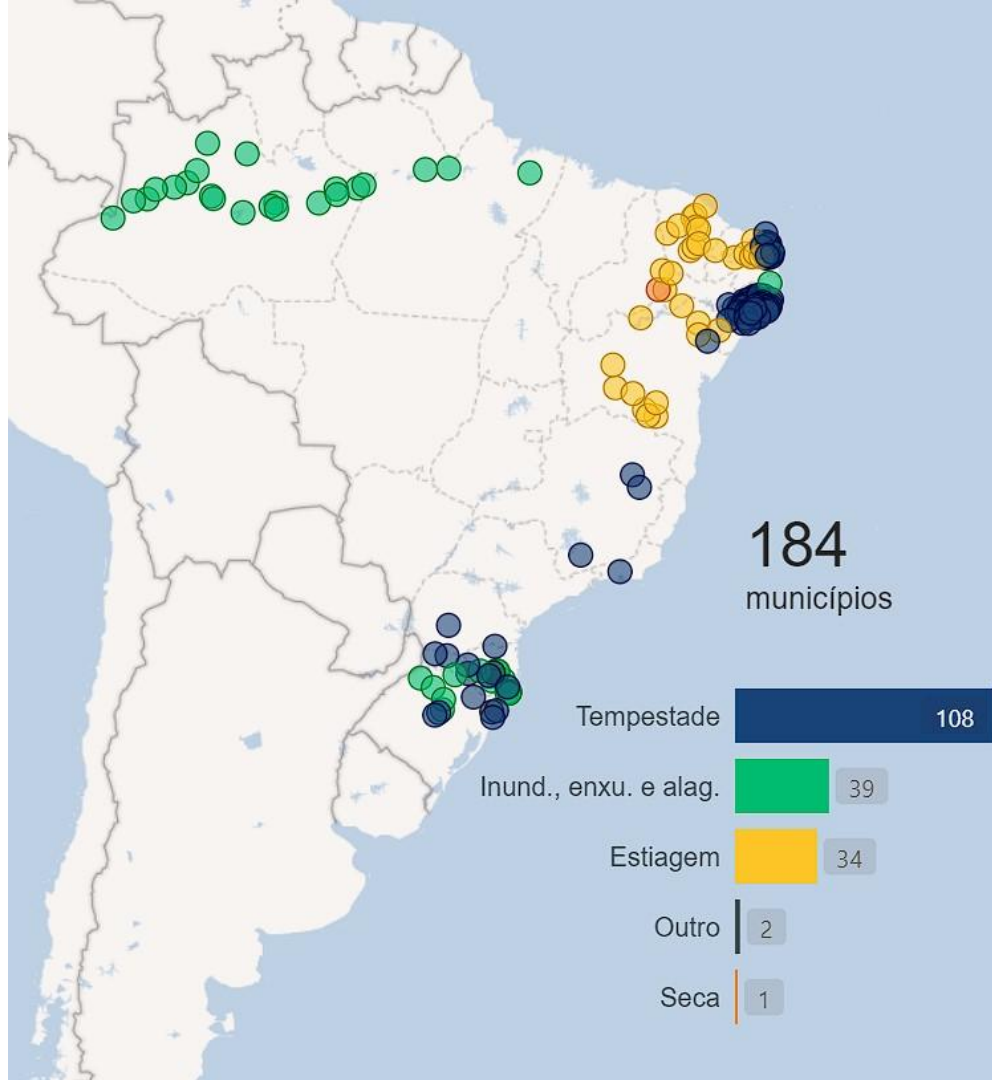 184
municípios
Tempestade 108
Inund., enxu. e alag. 39
Estiagem 34
Outro 2
Seca 1